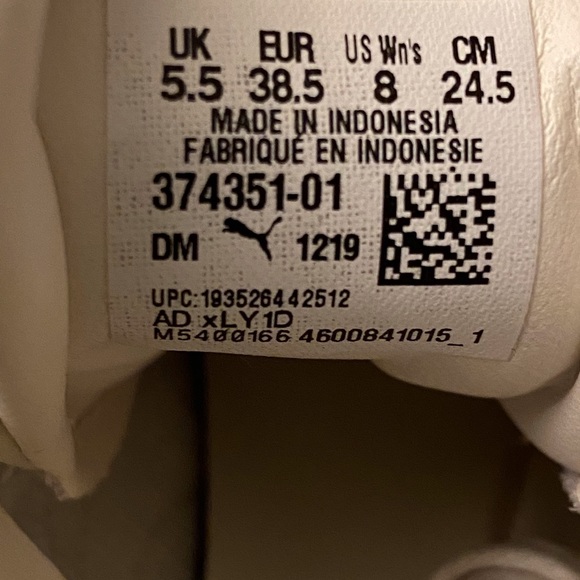 UK EUR US Wn's CM
5.5 38.5 8 24.5
MADE IN INDONESIA
FABRIQUÉ EN INDONESIE
374351-01
DM 1219
UPC:193526442512
AD xLY1D
M5400166 4600841015_1